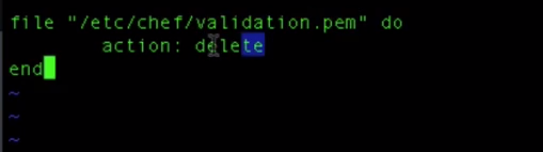 file "/etc/chef/validation.pem" do
action: delete
end
~
~
~